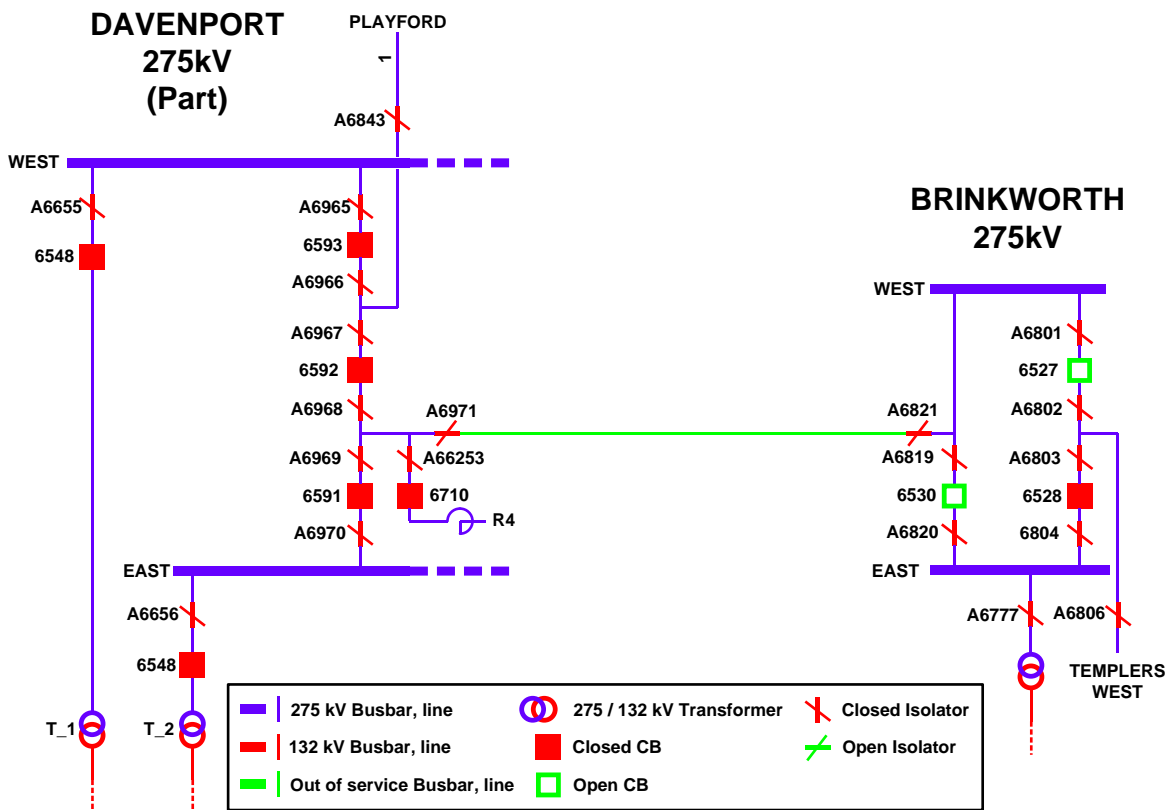 DAVENPORT
275kV
(Part)
PLAYFORD
1
A6843
WEST
A6655
6548
A6965
6593
A6966
A6967
6592
A6968
A6971
A6969
A66253
6591
6710
R4
A6970
EAST
A6656
6548
T_1
T_2
BRINKWORTH
275kV
WEST
A6801
6527
A6802
A6821
A6819
A6803
6530
6528
A6820
6804
EAST
A6777
A6806
TEMPLERS
WEST
275 kV Busbar, line
275 / 132 kV Transformer
Closed Isolator
132 kV Busbar, line
Closed CB
Open Isolator
Out of service Busbar, line
Open CB